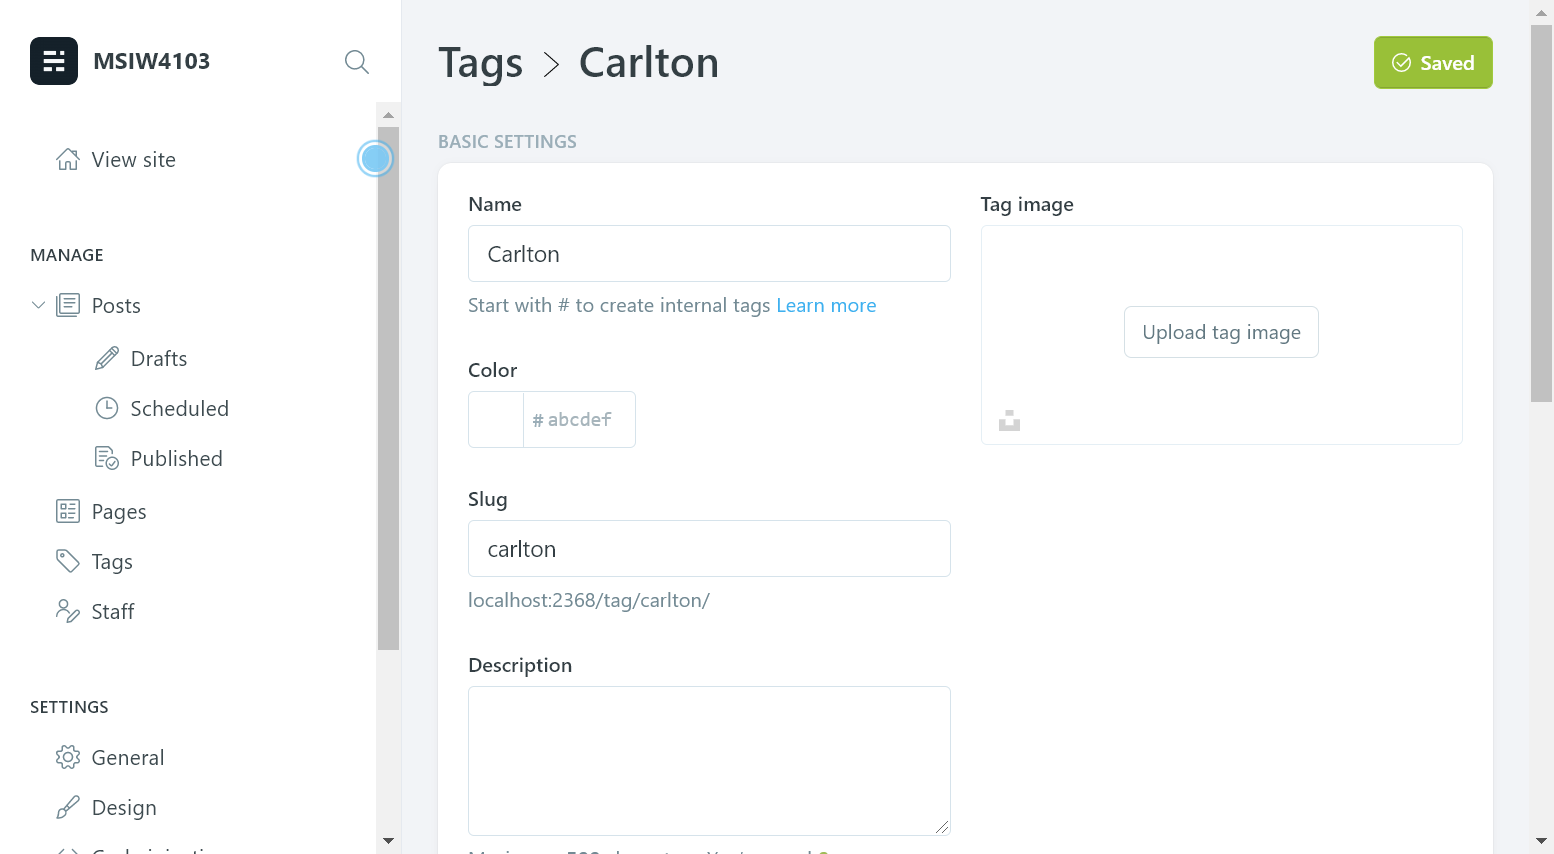 MSIW4103
View site
MANAGE
Posts
Drafts
Scheduled
Published
Pages
Tags
Staff
SETTINGS
General
Design
Tags > Carlton
Saved
BASIC SETTINGS
Name
Carlton
Start with # to create internal tags Learn more
Color
# abcdef
Slug
carlton
localhost:2368/tag/carlton/
Description
Tag image
Upload tag image